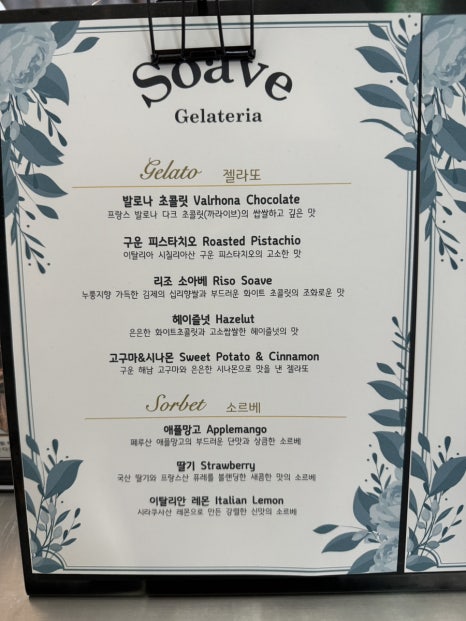 Soave
Gelateria
Gelato 젤라또
발로나 초콜릿 Valrhona Chocolate
프랑스 발로나 다크 초콜릿(까라이브)의 쌉쌀하고 깊은 맛
구운 피스타치오 Roasted Pistachio
이탈리아 시칠리아산 구운 피스타치오의 고소한 맛
리조 소아베 Riso Soave
누룽지향 가득한 김제의 십리향쌀과 부드러운 화이트 초콜릿의 조화로운 맛
헤이즐넛 Hazelut
은은한 화이트초콜릿과 고소쌉쌀한 헤이즐넛의 맛
고구마&시나몬 Sweet Potato & Cinnamon
구운 해남 고구마와 은은한 시나몬으로 맛을 낸 젤라또
Sorbet 소르베
애플망고 Applemango
페루산 애플망고의 부드러운 단맛과 상큼한 소르베
딸기 Strawberry
국산 딸기와 프랑스산 퓨레를 블렌딩한 새콤한 맛의 소르베
이탈리안 레몬 Italian Lemon
시라쿠사산 레몬으로 만든 강렬한 신맛의 소르베